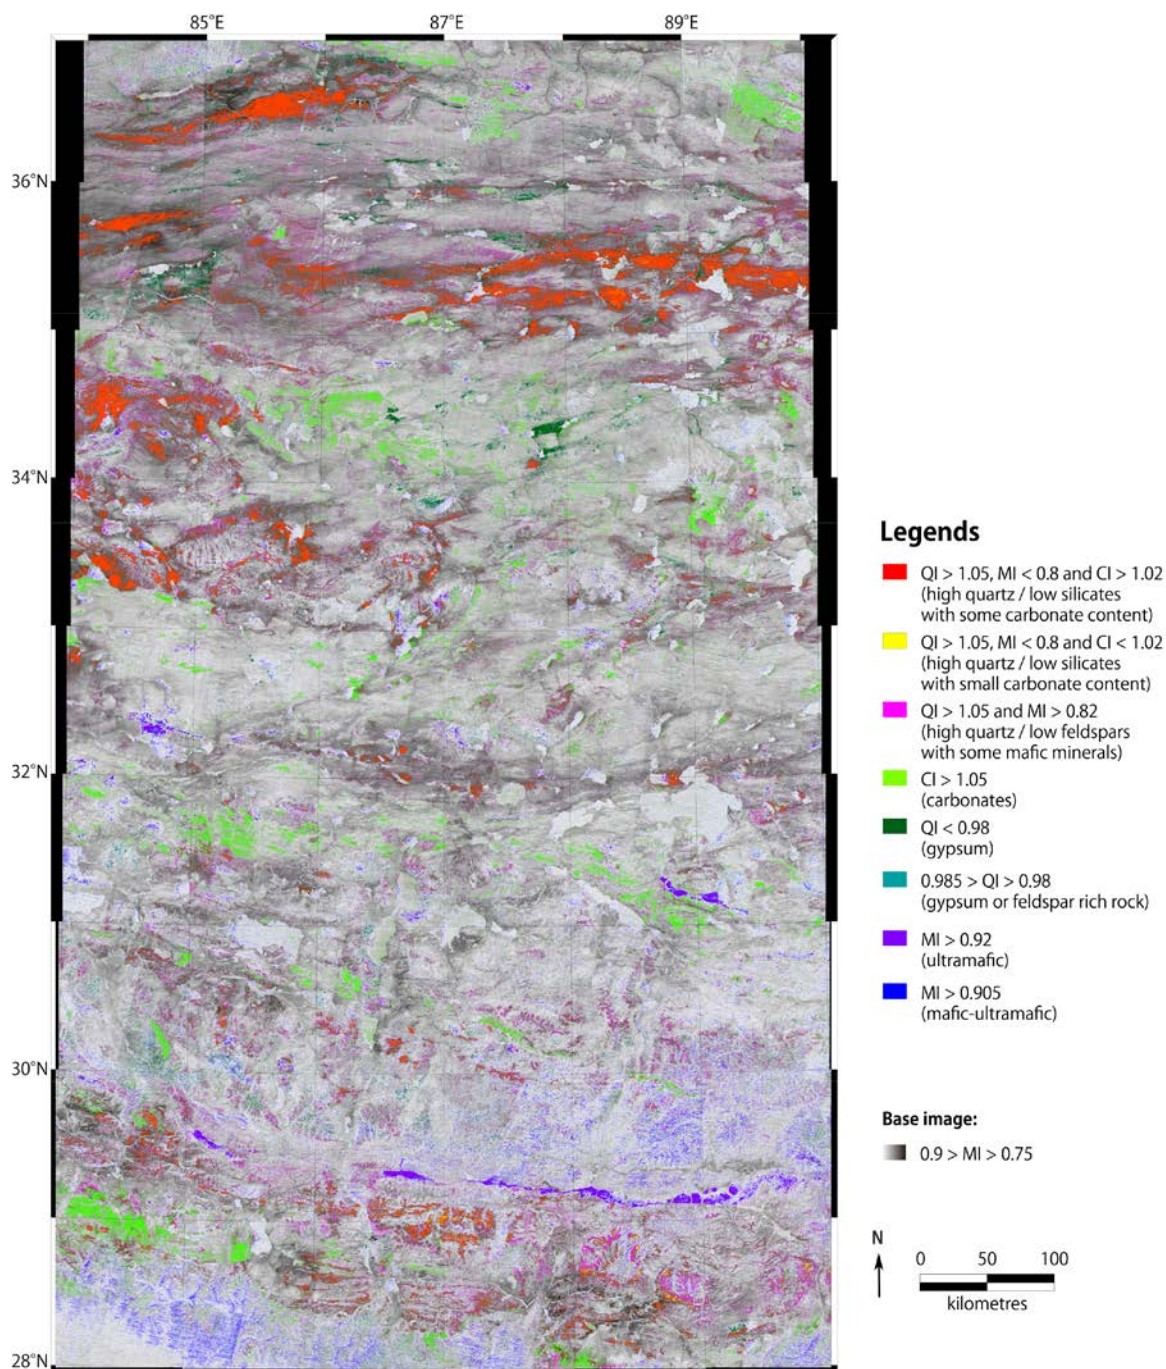 85°E 87°E 89°E
36°N
34°N
32°N
30°N
28°N
Legends
QI > 1.05, MI < 0.8 and CI > 1.02
(high quartz / low silicates
with some carbonate content)
QI > 1.05, MI < 0.8 and CI < 1.02
(high quartz / low silicates
with small carbonate content)
QI > 1.05 and MI > 0.82
(high quartz / low feldspars
with some mafic minerals)
CI > 1.05
(carbonates)
QI < 0.98
(gypsum)
0.985 > QI > 0.98
(gypsum or feldspar rich rock)
MI > 0.92
(ultramafic)
MI > 0.905
(mafic-ultramafic)
Base image:
0.9 > MI > 0.75
N
0 50 100
kilometres